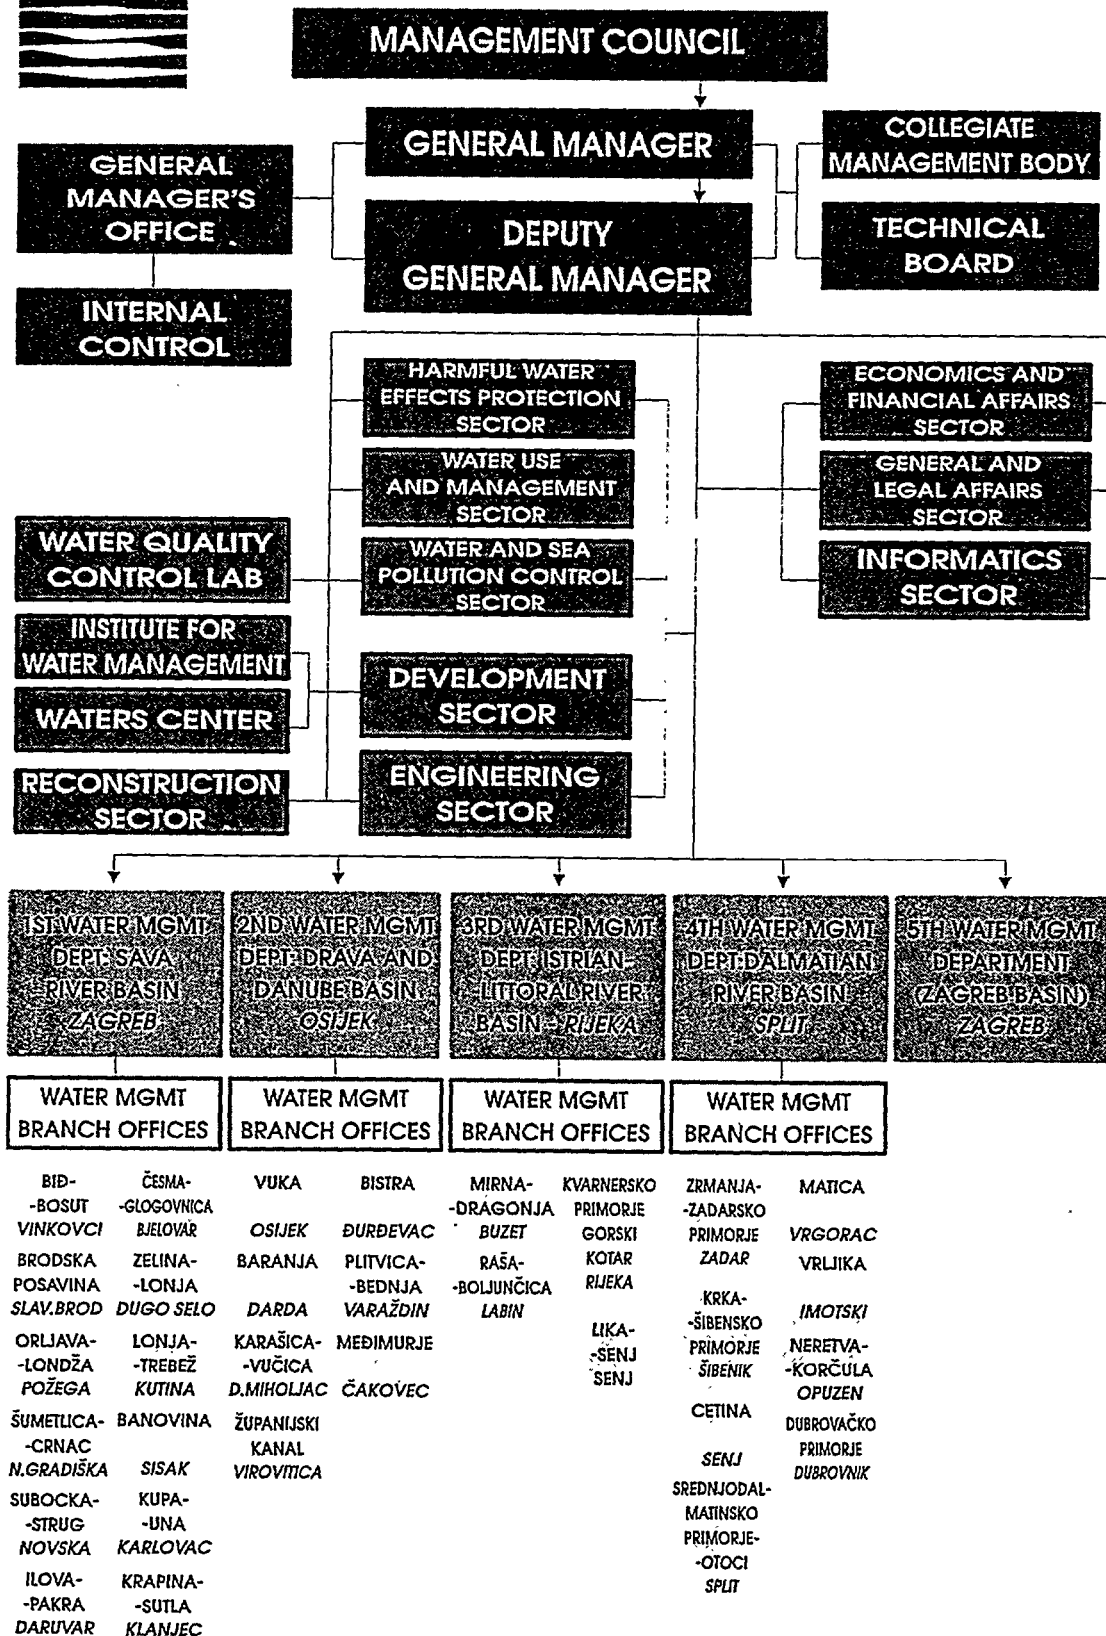 MANAGEMENT COUNCIL
GENERAL MANAGER
COLLEGIATE
MANAGEMENT BODY
GENERAL
MANAGER'S
OFFICE
DEPUTY
GENERAL MANAGER
TECHNICAL
BOARD
INTERNAL
CONTROL
HARMFUL WATER
EFFECTS PROTECTION
SECTOR
ECONOMICS AND
FINANCIAL AFFAIRS
SECTOR
WATER USE
AND MANAGEMENT
SECTOR
GENERAL AND
LEGAL AFFAIRS
SECTOR
WATER QUALITY
CONTROL LAB
WATER AND SEA
POLLUTION CONTROL
SECTOR
INFORMATICS
SECTOR
INSTITUTE FOR
WATER MANAGEMENT
WATERS CENTER
DEVELOPMENT
SECTOR
RECONSTRUCTION
SECTOR
ENGINEERING
SECTOR
1ST WATER MGMT
DEPT: SAVA
RIVER BASIN
ZAGREB
2ND WATER MGMT
DEPT: DRAVA AND
DANUBE BASIN
OSIJEK
3RD WATER MGMT
DEPT: ISTRIAN-
LITTORAL RIVER
BASIN - RIJEKA
4TH WATER MGMT
DEPT: DALMATIAN
RIVER BASIN
SPLIT
5TH WATER MGMT
DEPARTMENT
(ZAGREB BASIN)
ZAGREB
WATER MGMT
BRANCH OFFICES
WATER MGMT
BRANCH OFFICES
WATER MGMT
BRANCH OFFICES
WATER MGMT
BRANCH OFFICES
BIĐ-
-BOSUT
VINKOVCI
BRODSKA
POSAVINA
SLAV.BROD
ORLJAVA-
-LONDŽA
POŽEGA
ŠUMETLICA-
-CRNAC
N.GRADIŠKA
SUBOCKA-
-STRUG
NOVSKA
ILOVA-
-PAKRA
DARUVAR
ČESMA-
-GLOGOVNICA
BJELOVAR
ZELINA-
-LONJA
DUGO SELO
LONJA-
-TREBEŽ
KUTINA
BANOVINA
SISAK
KUPA-
-UNA
KARLOVAC
KRAPINA-
-SUTLA
KLANJEC
VUKA
OSIJEK
BARANJA
DARDA
KARAŠICA-
-VUČICA
D.MIHOLJAC
ŽUPANIJSKI
KANAL
VIROVITICA
BISTRA
ĐURĐEVAC
PLITVICA-
-BEDNJA
VARAŽDIN
MEĐIMURJE
ČAKOVEC
MIRNA-
-DRAGONJA
BUZET
RAŠA-
-BOLJUNČICA
LABIN
KVARNERSKO
PRIMORJE
GORSKI
KOTAR
RIJEKA
LIKA-
-SENJ
SENJ
ZRMANJA-
-ZADARSKO
PRIMORJE
ZADAR
KRKA-
-ŠIBENSKO
PRIMORJE
ŠIBENIK
CETINA
SENJ
SREDNJODAL-
MATINSKO
PRIMORJE-
-OTOCI
SPLIT
MATICA
VRGORAC
VRLJIKA
IMOTSKI
NERETVA-
-KORČULA
OPUZEN
DUBROVAČKO
PRIMORJE
DUBROVNIK